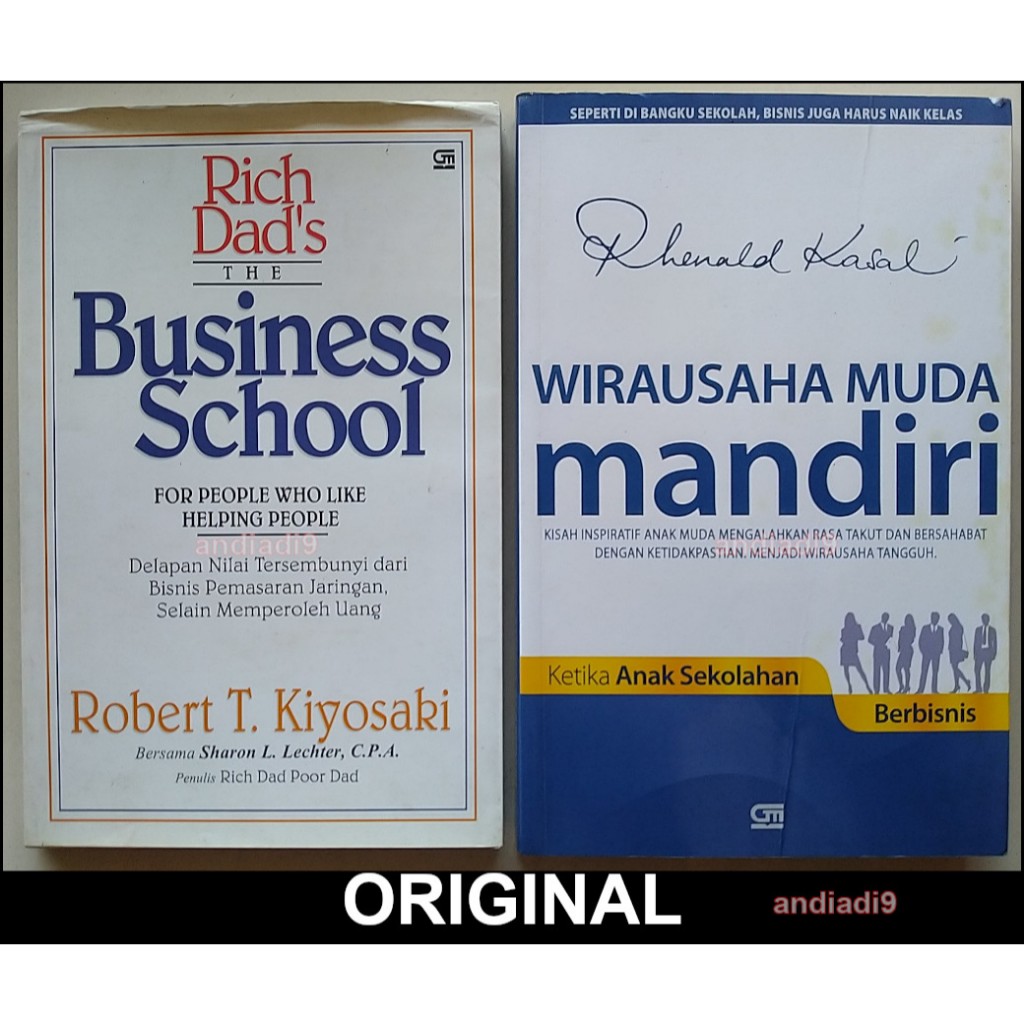 Rich
Dad's
THE
Business
School
FOR PEOPLE WHO LIKE
HELPING PEOPLE
andiadi9
Delapan Nilai Tersembunyi dari
Bisnis Pemasaran Jaringan,
Selain Memperoleh Uang
Robert T. Kiyosaki
Bersama Sharon L. Lechter, C.P.A.
Penulis Rich Dad Poor Dad
SEPERTI DI BANGKU SEKOLAH, BISNIS JUGA HARUS NAIK KELAS
Rhenald Kasali
WIRAUSAHA MUDA
mandiri
KISAH INSPIRATIF ANAK MUDA MENGALAHKAN RASA TAKUT DAN BERSAHABAT
andiadi9
DENGAN KETIDAKPASTIAN. MENJADI WIRAUSAHA TANGGUH.
Ketika Anak Sekolahan
Berbisnis
GM
ORIGINAL
andiadi9